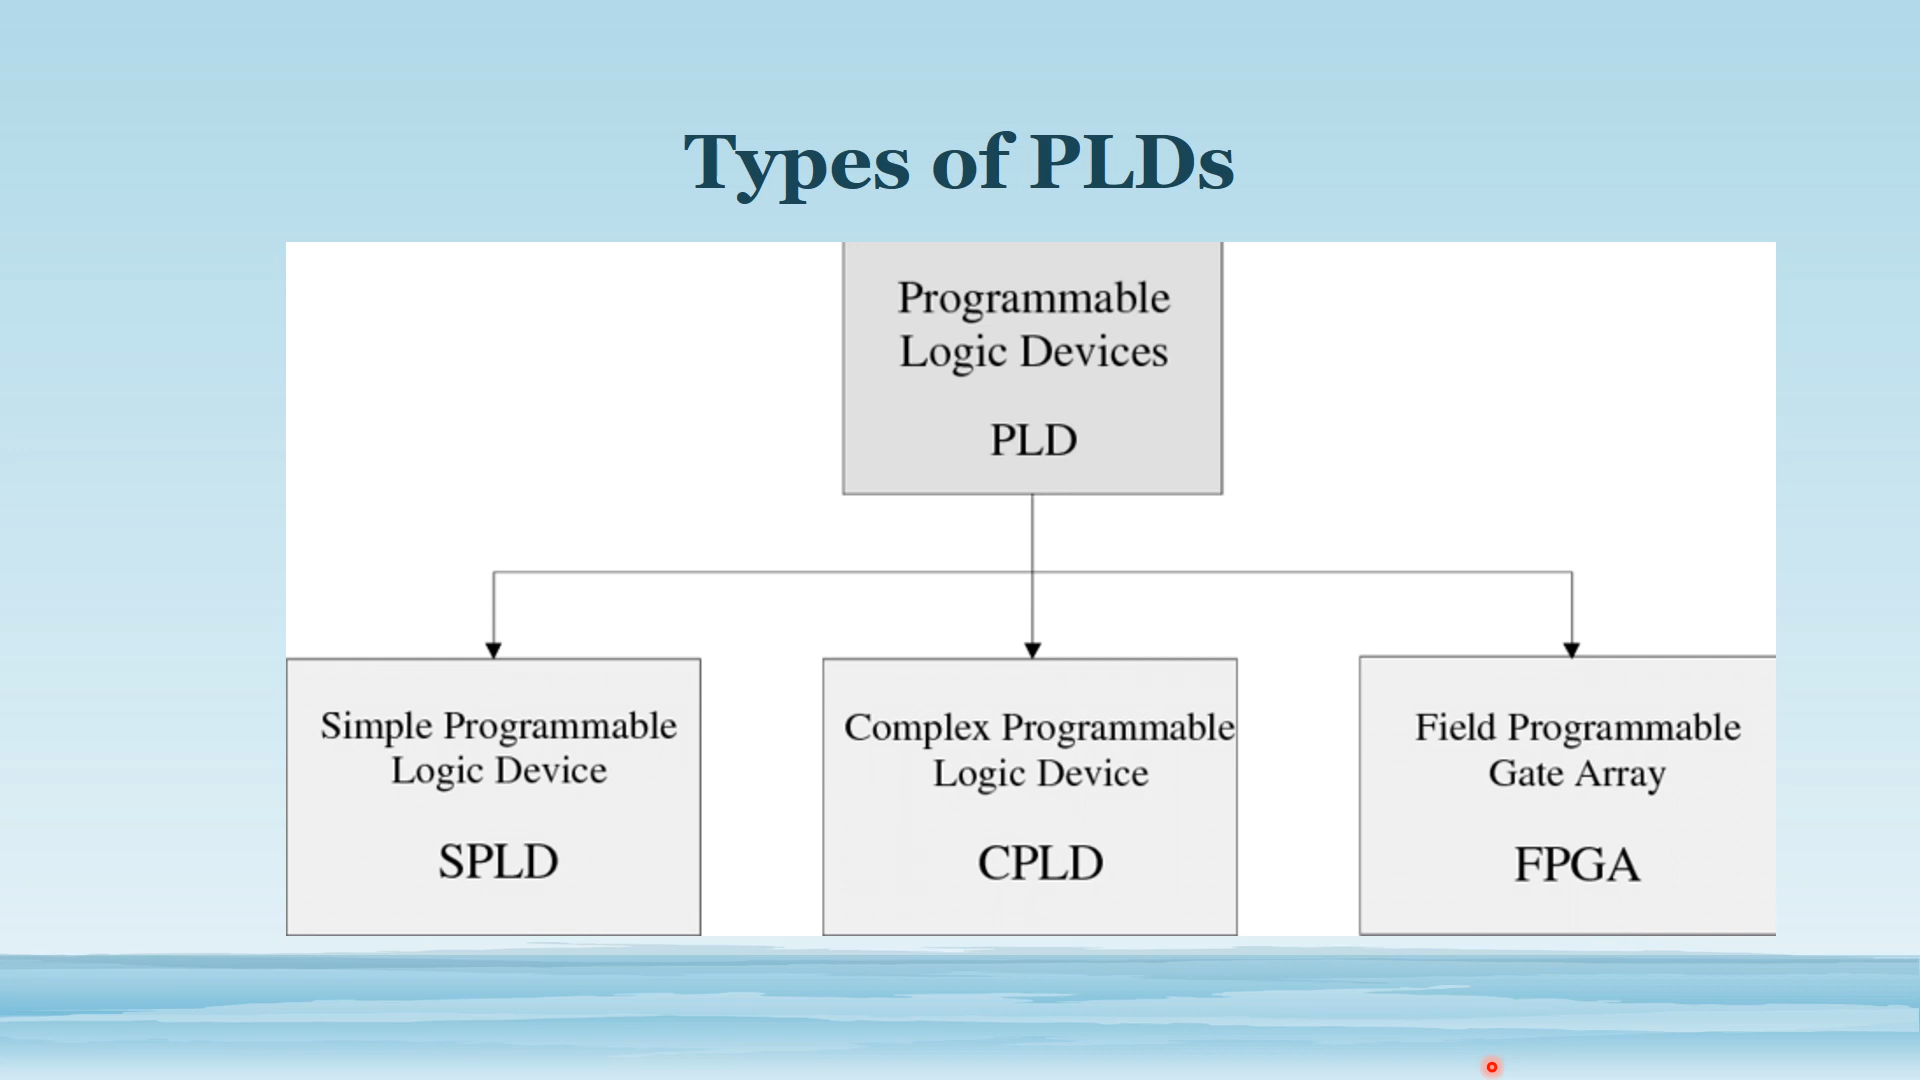 Types of PLDs
Programmable
Logic Devices
PLD
Simple Programmable
Logic Device
SPLD
Complex Programmable
Logic Device
CPLD
Field Programmable
Gate Array
FPGA